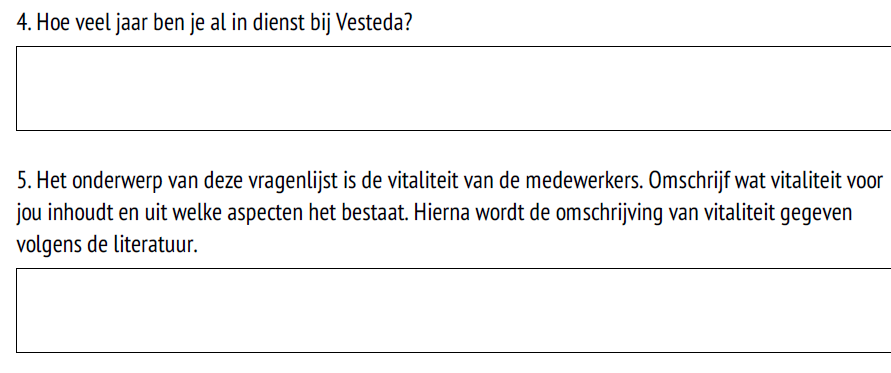 4. Hoe veel jaar ben je al in dienst bij Vesteda?
5. Het onderwerp van deze vragenlijst is de vitaliteit van de medewerkers. Omschrijf wat vitaliteit voor
jou inhoudt en uit welke aspecten het bestaat. Hierna wordt de omschrijving van vitaliteit gegeven
volgens de literatuur.